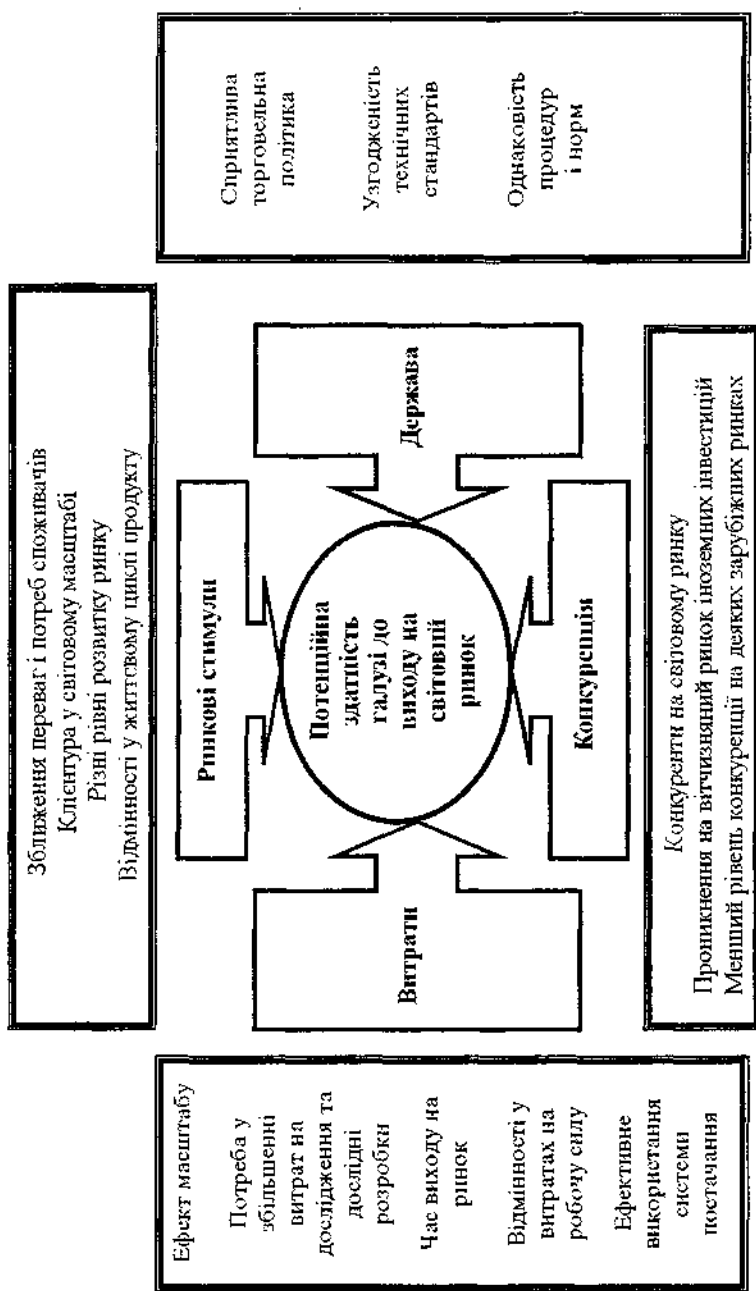 Зближення переваг і потреб споживачів
Клієнтура у світовому масштабі
Різні рівні розвитку ринку
Відмінності у життєвому циклі продукту
Ефект масштабу
Потреба у
збільшенні
витрат на
дослідження та
дослідні
розробки
Час виходу на
ринок
Відмінності у
витратах на
робочу силу
Ефективне
використання
системи
постачання
Витрати
Ринкові стимули
Потенційна
здатність
галузі до
виходу на
світовий
ринок
Конкуренція
Держава
Сприятлива
торговельна
політика
Узгодженість
технічних
стандартів
Однаковість
процедур
і норм
Конкуренти на світовому ринку
Проникнення на вітчизняний ринок іноземних інвестицій
Менший рівень конкуренції на деяких зарубіжних ринках